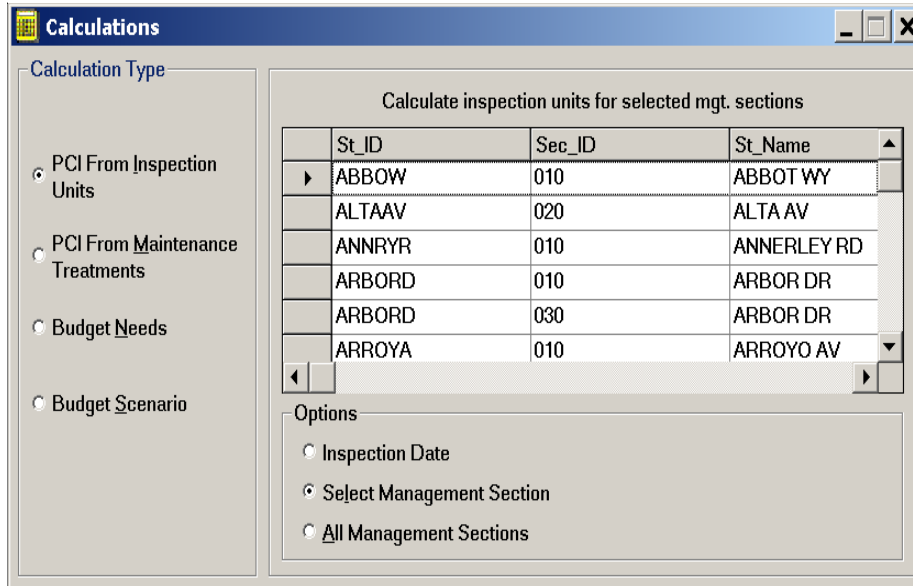 Calculations
Calculation Type
PCI From Inspection
Units
PCI From Maintenance
Treatments
Budget Needs
Budget Scenario
Calculate inspection units for selected mgt. sections
St_ID Sec_ID St_Name
ABBOW 010 ABBOT WY
ALTAAV 020 ALTA AV
ANNRYR 010 ANNERLEY RD
ARBORD 010 ARBOR DR
ARBORD 030 ARBOR DR
ARROYA 010 ARROYO AV
Options
Inspection Date
Select Management Section
All Management Sections